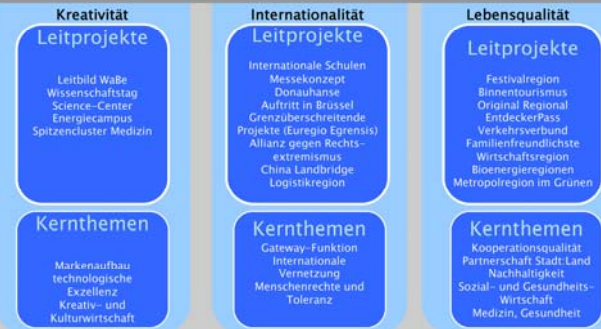 Kreativität
Leitprojekte
Leitbild WaBe
Wissenschaftstag
Science-Center
Energiecampus
Spitzencluster Medizin
Kernthemen
Markenaufbau
technologische
Exzellenz
Kreativ- und
Kulturwirtschaft
Internationalität
Leitprojekte
Internationale Schulen
Messekonzept
Donauhanse
Auftritt in Brüssel
Grenzüberschreitende
Projekte (Euregio Egrensis)
Allianz gegen Rechts-
extremismus
China Landbridge
Logistikregion
Kernthemen
Gateway-Funktion
Internationale
Vernetzung
Menschenrechte und
Toleranz
Lebensqualität
Leitprojekte
Festivalregion
Binnentourismus
Original Regional
EntdeckerPass
Verkehrsverbund
Familienfreundlichste
Wirtschaftsregion
Bioenergieregionen
Metropolregion im Grünen
Kernthemen
Kooperationsqualität
Partnerschaft Stadt:Land
Nachhaltigkeit
Sozial- und Gesundheits-
Wirtschaft
Medizin, Gesundheit